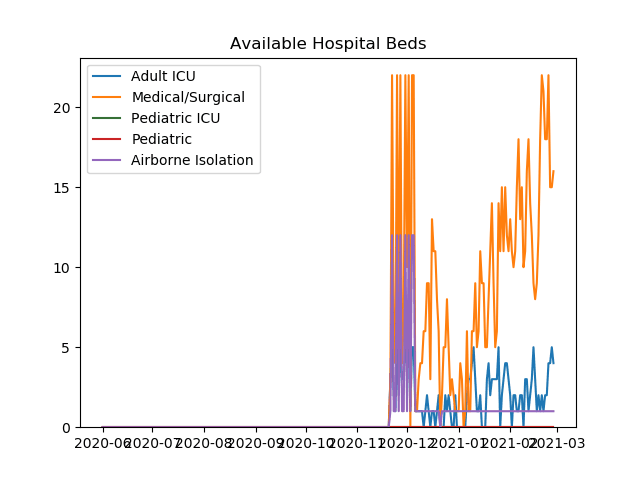 Available Hospital Beds
Adult ICU
Medical/Surgical
Pediatric ICU
Pediatric
Airborne Isolation
20
15
10
5
0
2020-06 2020-07 2020-08 2020-09 2020-10 2020-11 2020-12 2021-01 2021-02 2021-03